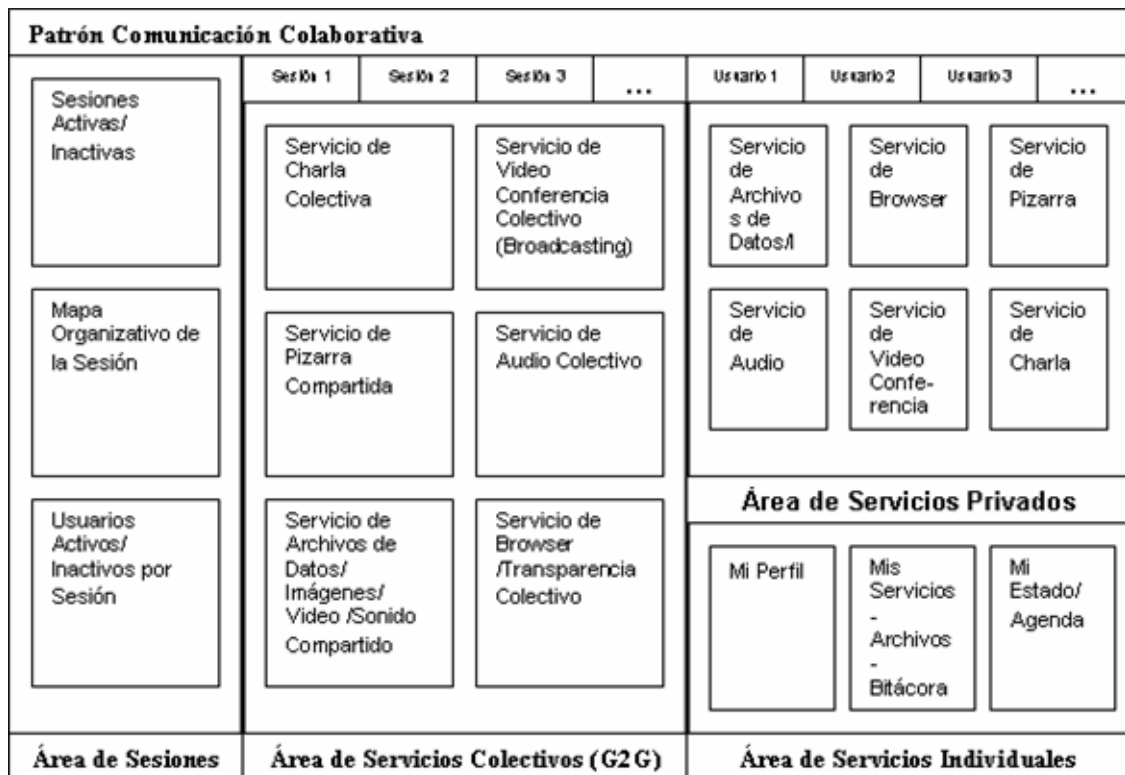 Patrón Comunicación Colaborativa
Sesión 1
Sesión 2
Sesión 3
...
Usuario 1
Usuario 2
Usuario 3
...
Sesiones
Activas/
Inactivas
Mapa
Organizativo de
la Sesión
Usuarios
Activos/
Inactivos por
Sesión
Servicio de
Charla
Colectiva
Servicio de
Video
Conferencia
Colectivo
(Broadcasting)
Servicio de
Pizarra
Compartida
Servicio de
Audio Colectivo
Servicio de
Archivos de
Datos/
Imágenes/
Video /Sonido
Compartido
Servicio de
Browser
/Transparencia
Colectivo
Servicio
de
Archivo
s de
Datos/I
Servicio
de
Browser
Servicio
de
Pizarra
Servicio
de
Audio
Servicio
de
Video
Confe-
rencia
Servicio
de
Charla
Área de Servicios Privados
Mi Perfil
Mis
Servicios
-
Archivos
-
Bitácora
Mi
Estado/
Agenda
Área de Sesiones
Área de Servicios Colectivos (G2G)
Área de Servicios Individuales